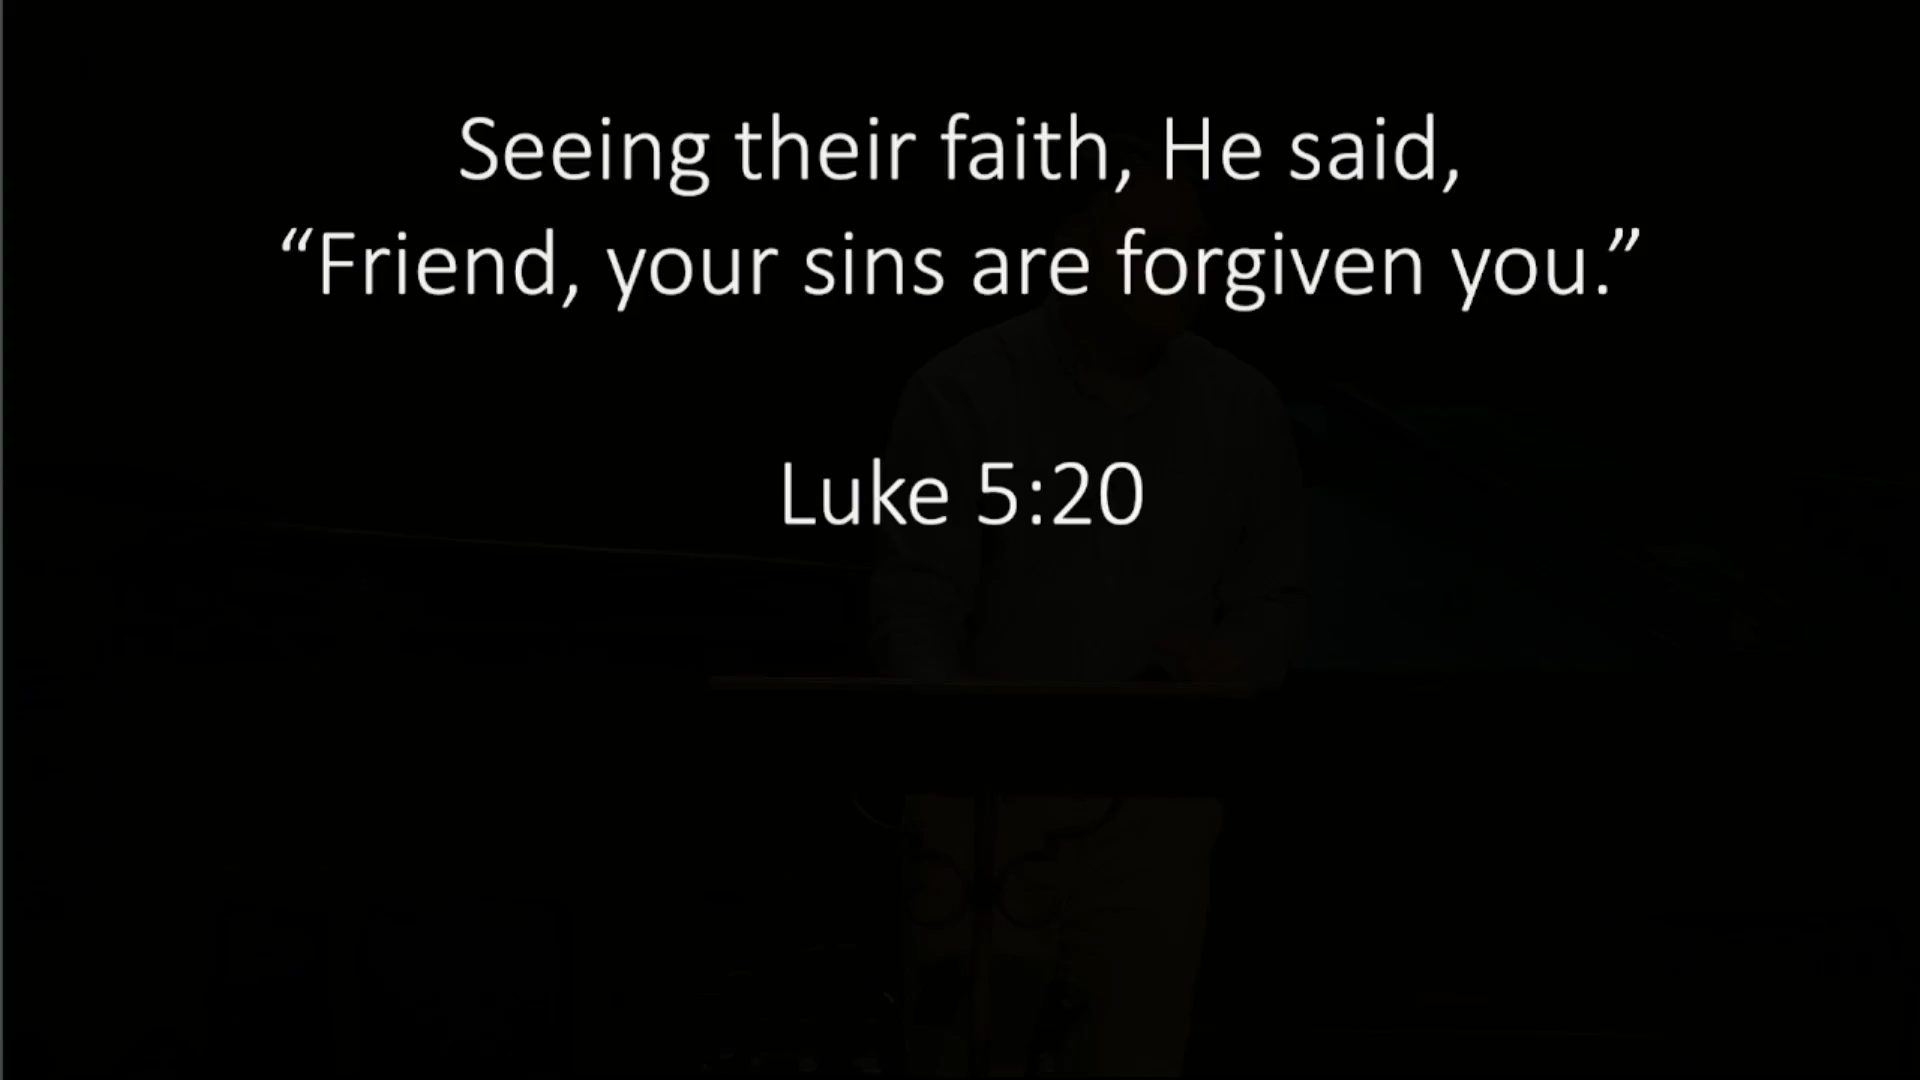 Seeing their faith, He said,
“Friend, your sins are forgiven you.”
Luke 5:20